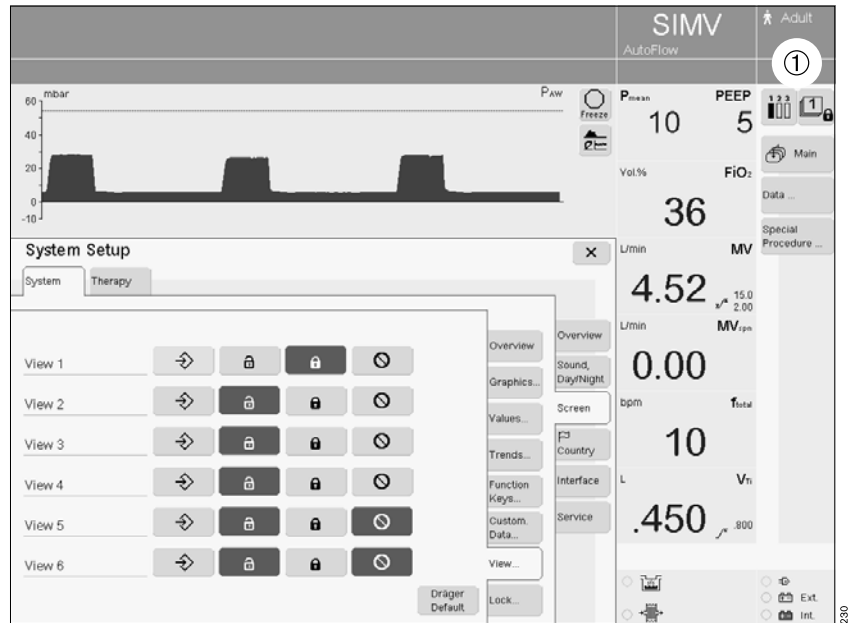 SIMV
AutoFlow
Adult
①
mbar
PAW
60
40
20
0
-10
Freeze
Pmean PEEP
10 5
1 2 3
1
Main
Data ...
Special
Procedure ...
Vol.% FiO2
36
L/min MV
4.52
15.0
2.00
L/min MVspn
0.00
bpm ftotal
10
L VTi
.450
.800
Ext.
Int.
System Setup
System Therapy
View 1
View 2
View 3
View 4
View 5
View 6
Dräger
Default
Overview
Graphics...
Values...
Trends...
Function
Keys...
Custom.
Data...
View...
Lock...
Overview
Sound,
Day/Night
Screen
Country
Interface
Service
230